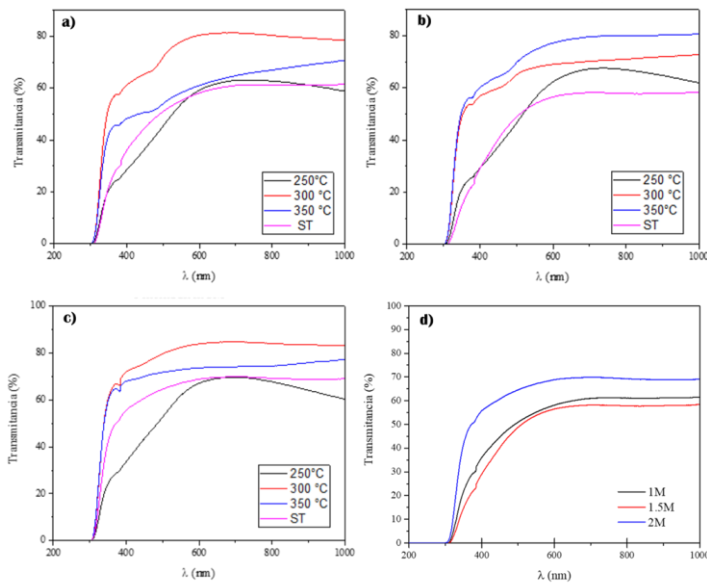 a)
Transmitancia (%)
80
60
40
20
0
250°C
300 °C
350 °C
ST
200 400 600 800 1000
λ (nm)
b)
Transmitancia (%)
80
60
40
20
0
250 °C
300 °C
350°C
ST
200 400 600 800 1000
λ (nm)
c)
Transmitancia (%)
100
80
60
40
20
0
250°C
300 °C
350 °C
ST
200 400 600 800 1000
λ (nm)
d)
Transmitancia (%)
100
90
80
70
60
50
40
30
20
10
0
1M
1.5M
2M
200 400 600 800 1000
λ (nm)